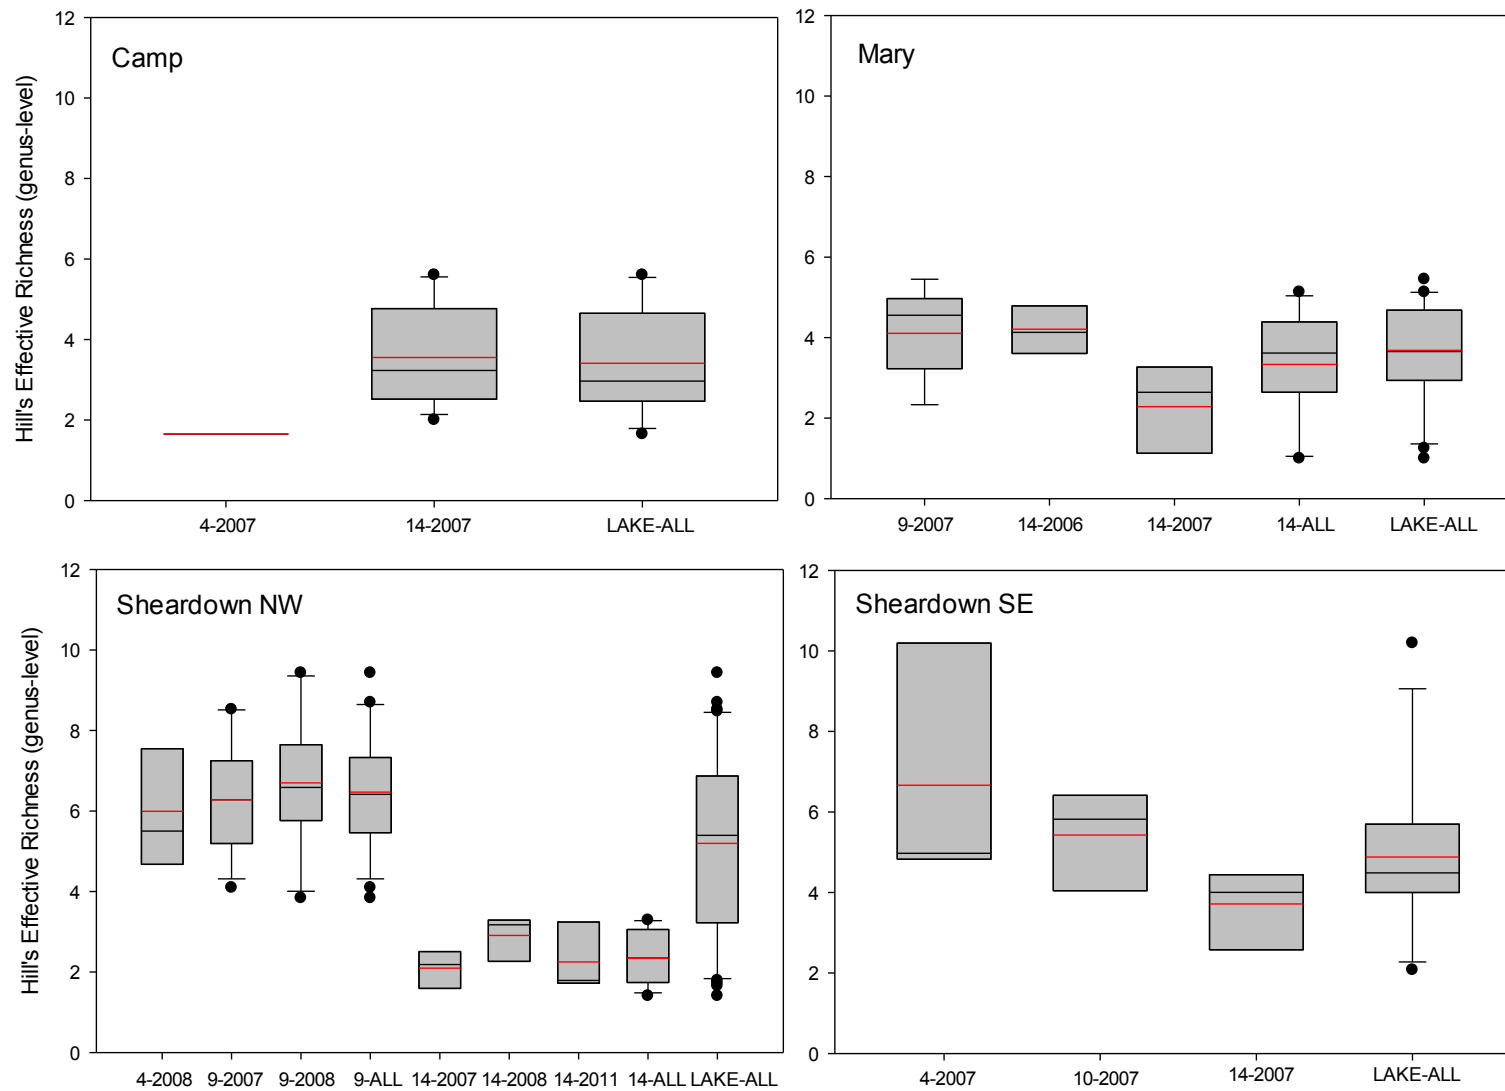 Hill's Effective Richness (genus-level)
Camp
12
10
8
6
4
2
0
4-2007 14-2007 LAKE-ALL
Mary
12
10
8
6
4
2
0
9-2007 14-2006 14-2007 14-ALL LAKE-ALL
Hill's Effective Richness (genus-level)
Sheardown NW
12
10
8
6
4
2
0
4-2008 9-2007 9-2008 9-ALL 14-2007 14-2008 14-2011 14-ALL LAKE-ALL
Sheardown SE
12
10
8
6
4
2
0
4-2007 10-2007 14-2007 LAKE-ALL